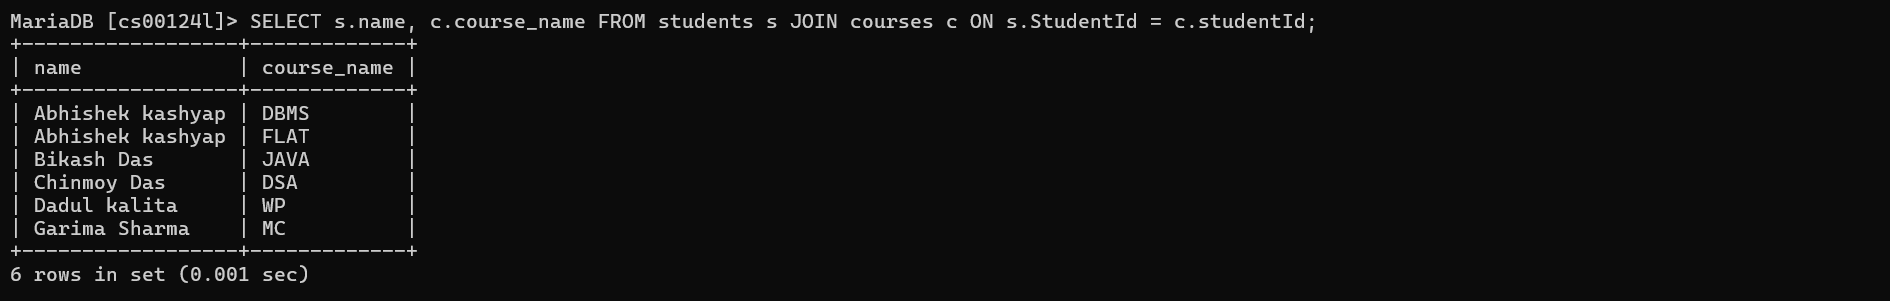 MariaDB [cs00124l]> SELECT s.name, c.course_name FROM students s JOIN courses c ON s.StudentId = c.studentId;
+------------------+-------------+
| name             | course_name |
+------------------+-------------+
| Abhishek kashyap | DBMS        |
| Abhishek kashyap | FLAT        |
| Bikash Das       | JAVA        |
| Chinmoy Das      | DSA         |
| Dadul kalita     | WP          |
| Garima Sharma    | MC          |
+------------------+-------------+
6 rows in set (0.001 sec)